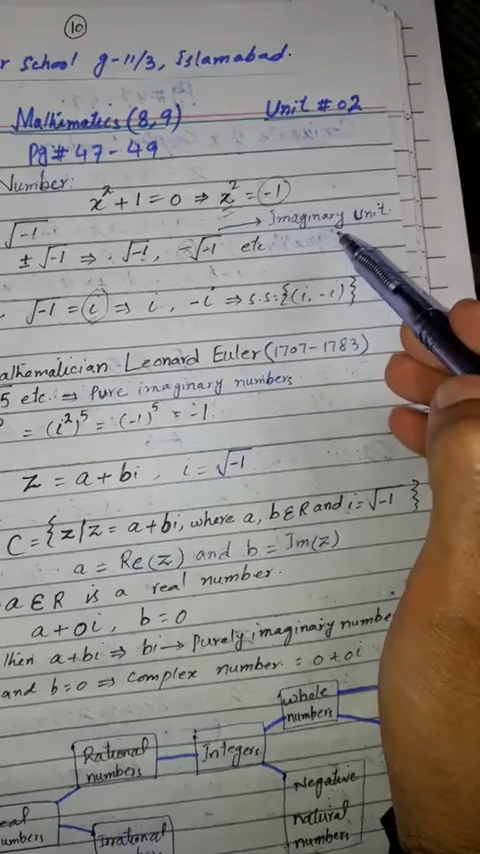 10
r School g-11/3, Islamabad.
Mathematics (8,9) Unit # 02
Pg# 47-49
Number:
x² + 1 = 0 ⇒ x² = -1
√-1 → Imaginary Unit.
± √-1 ⇒ √-1, -√-1 etc
√-1 = i ⇒ i, -i ⇒ S.S = {(i, -i)}
athematician Leonard Euler (1707-1783)
5 etc. ⇒ Pure imaginary numbers
= (i²)⁵ = (-1)⁵ = -1
Z = a + bi, i = √-1
C = {z/z = a + bi, where a, b ∈ R and i = √-1}
a = Re(z) and b = Im(z)
a ∈ R is a real number.
a + 0i, b = 0
then a + bi ⇒ bi → Purely imaginary numbe
and b = 0 ⇒ complex number = 0 + 0i
Whole numbers
Rational numbers
Integers
Negative natural numbers
eal umbers
Irrational